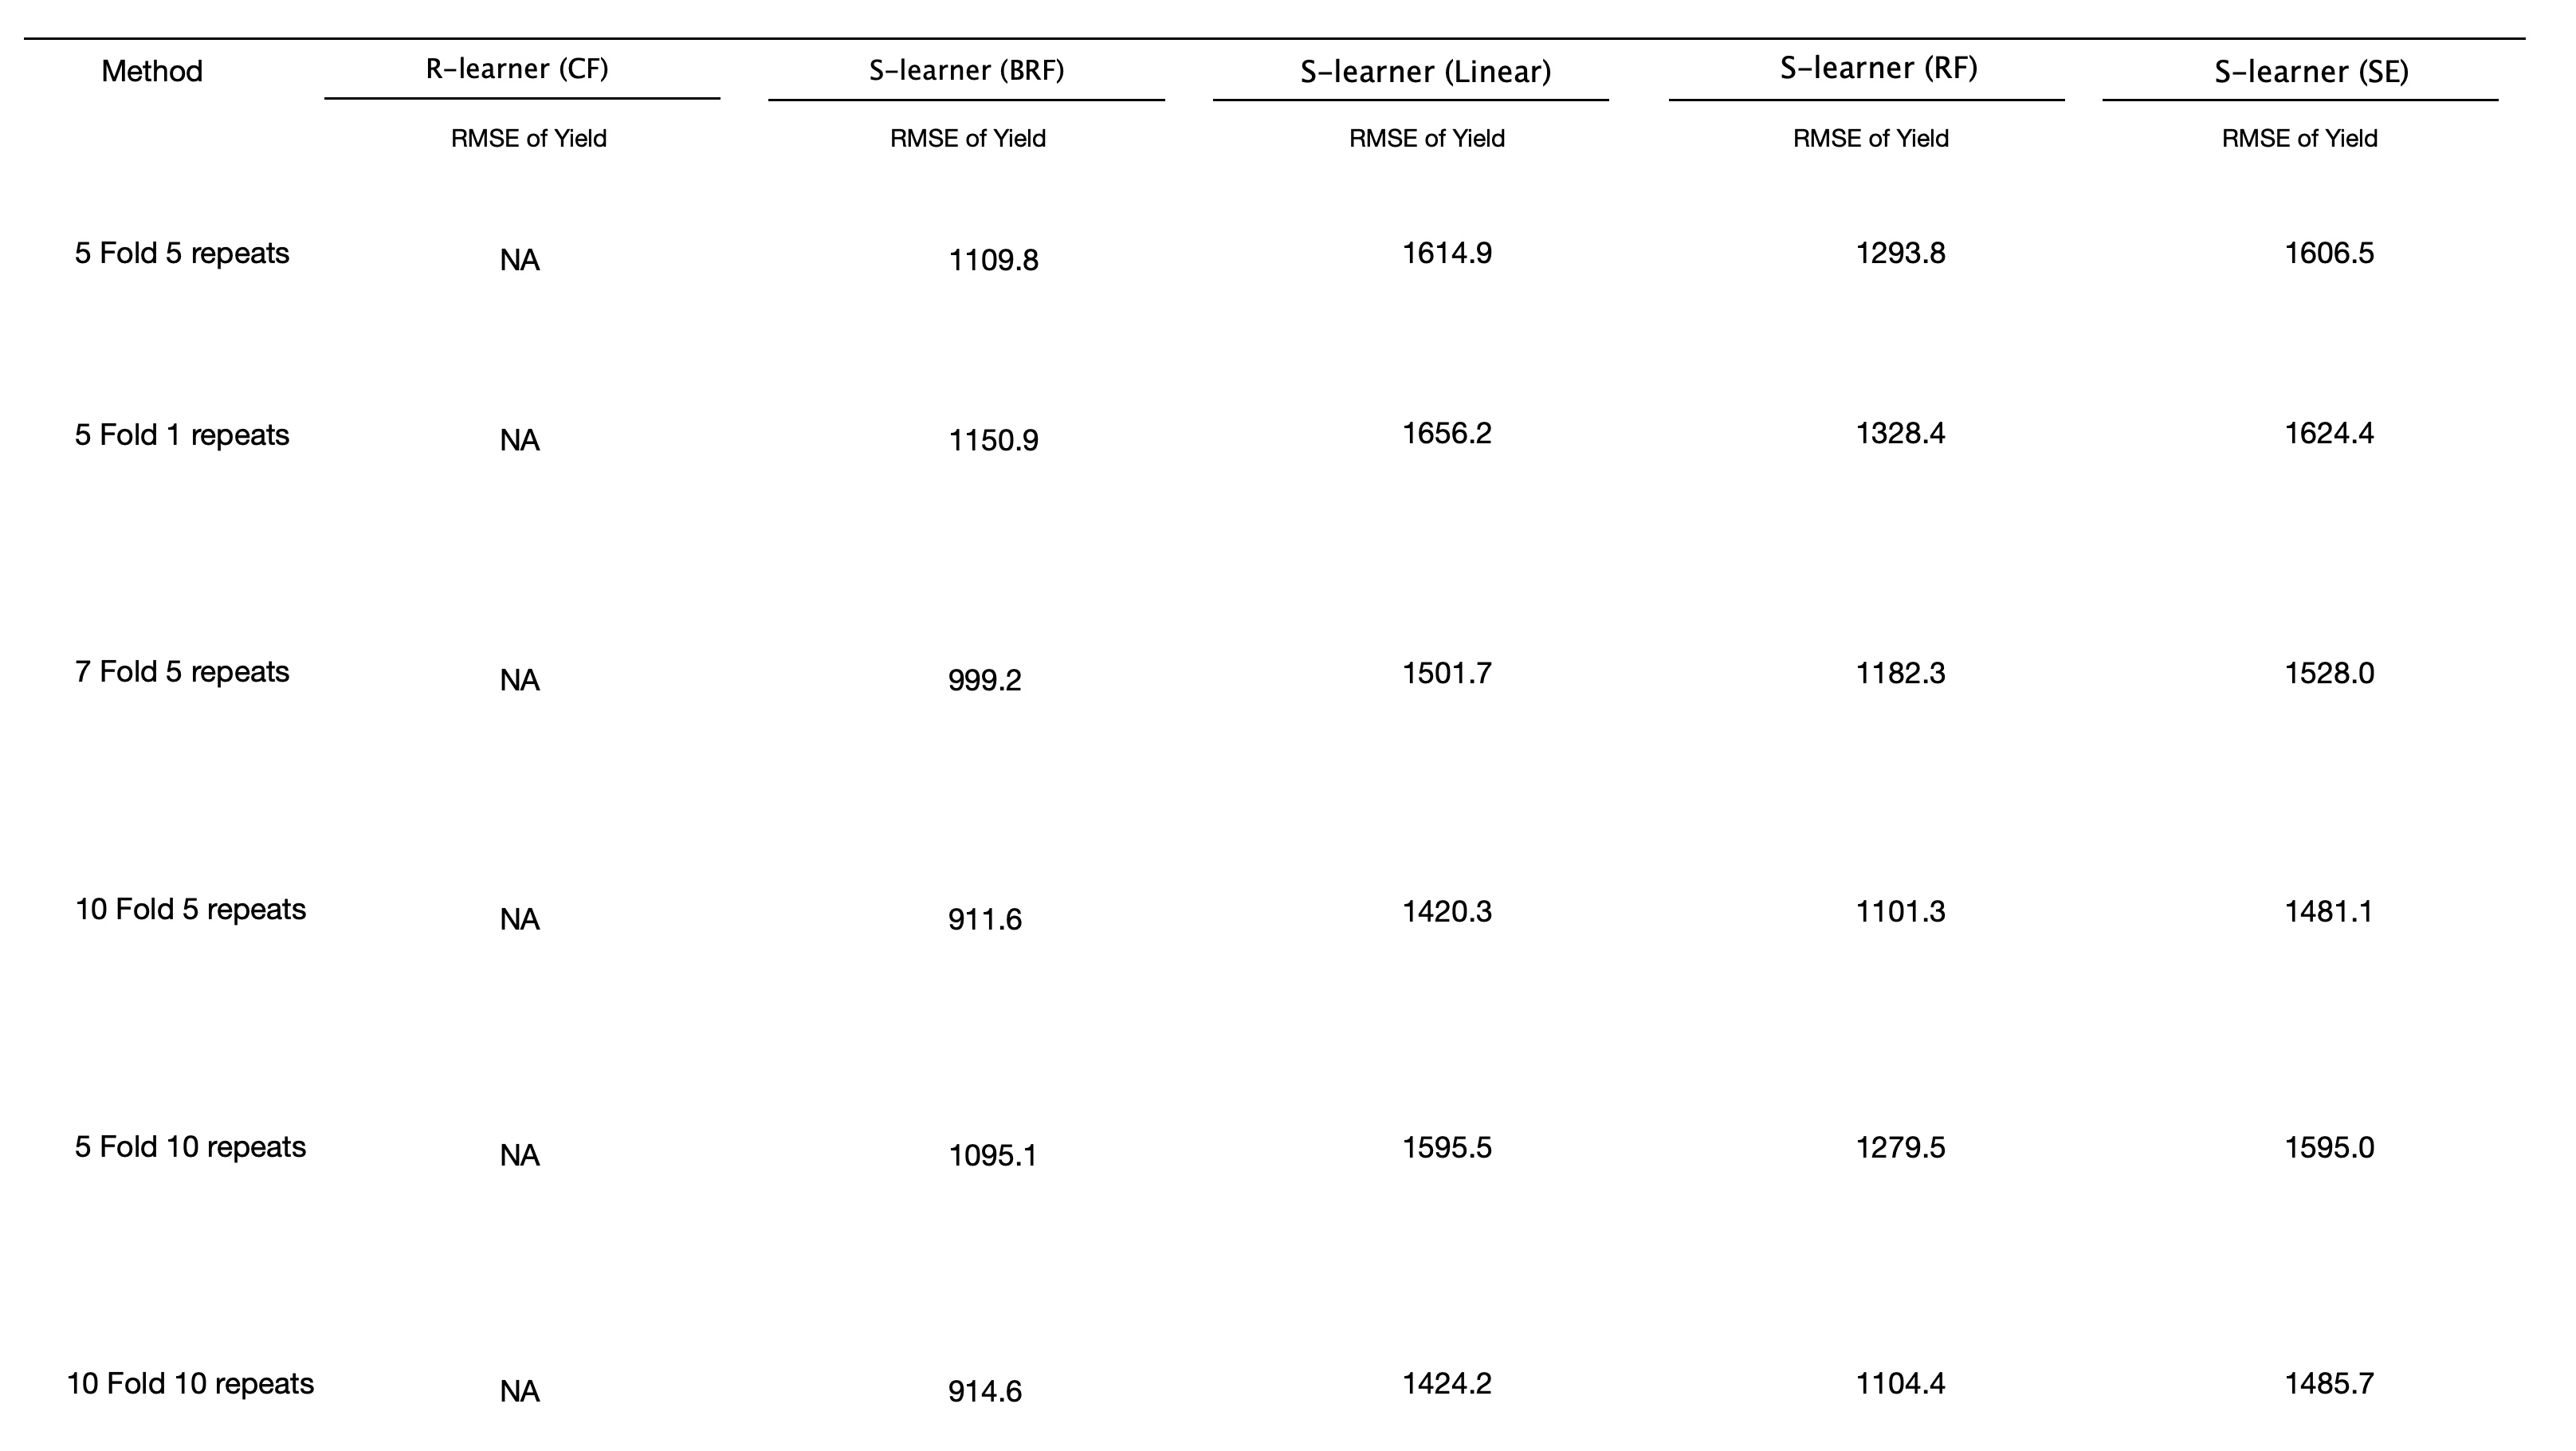 Method R-learner (CF) S-learner (BRF) S-learner (Linear) S-learner (RF) S-learner (SE)
RMSE of Yield RMSE of Yield RMSE of Yield RMSE of Yield RMSE of Yield
5 Fold 5 repeats NA 1109.8 1614.9 1293.8 1606.5
5 Fold 1 repeats NA 1150.9 1656.2 1328.4 1624.4
7 Fold 5 repeats NA 999.2 1501.7 1182.3 1528.0
10 Fold 5 repeats NA 911.6 1420.3 1101.3 1481.1
5 Fold 10 repeats NA 1095.1 1595.5 1279.5 1595.0
10 Fold 10 repeats NA 914.6 1424.2 1104.4 1485.7